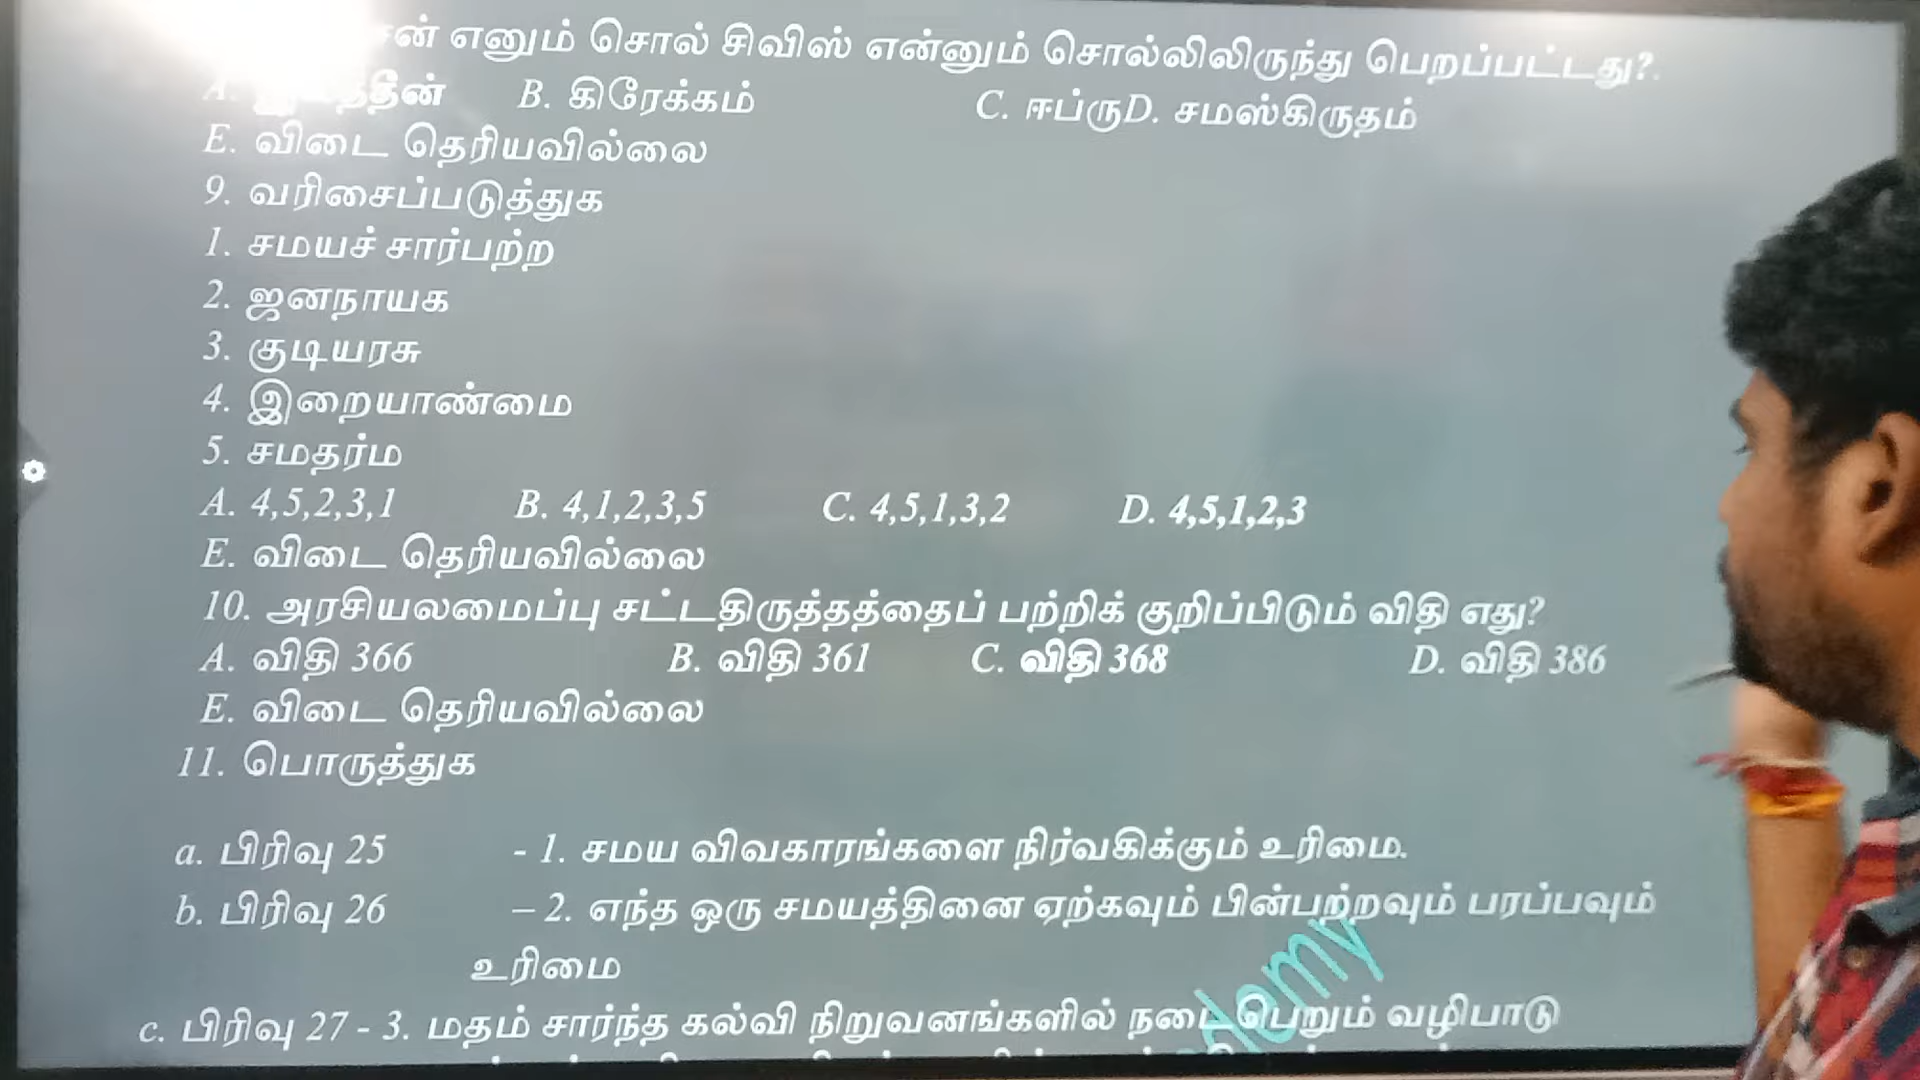 எனும் சொல் சிவிஸ் என்னும் சொல்லிலிருந்து பெறப்பட்டது?
A. B. கிரேக்கம் C. ஈப்ரு D. சமஸ்கிருதம்
E. விடை தெரியவில்லை
9. வரிசைப்படுத்துக
1. சமயச் சார்பற்ற
2. ஜனநாயக
3. குடியரசு
4. இறையாண்மை
5. சமதர்ம
A. 4,5,2,3,1 B. 4,1,2,3,5 C. 4,5,1,3,2 D. 4,5,1,2,3
E. விடை தெரியவில்லை
10. அரசியலமைப்பு சட்டதிருத்தத்தைப் பற்றிக் குறிப்பிடும் விதி எது?
A. விதி 366 B. விதி 361 C. விதி 368 D. விதி 386
E. விடை தெரியவில்லை
11. பொருத்துக
a. பிரிவு 25 - 1. சமய விவகாரங்களை நிர்வகிக்கும் உரிமை.
b. பிரிவு 26 – 2. எந்த ஒரு சமயத்தினை ஏற்கவும் பின்பற்றவும் பரப்பவும்
உரிமை
c. பிரிவு 27 - 3. மதம் சார்ந்த கல்வி நிறுவனங்களில் நடைபெறும் வழிபாடு